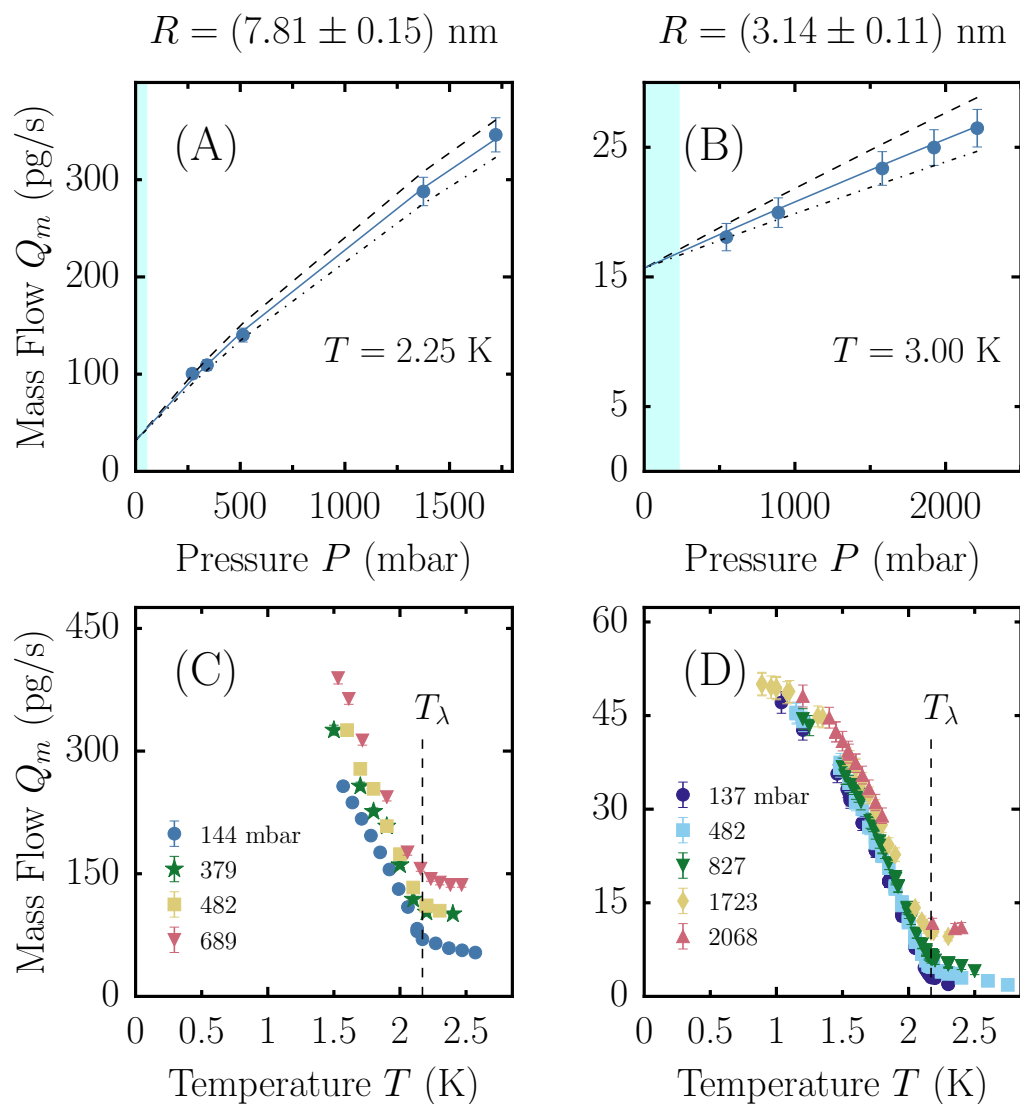 R = (7.81 ± 0.15) nm
R = (3.14 ± 0.11) nm
Mass Flow Q_m (pg/s)
300
200
100
0
(A)
T = 2.25 K
0 500 1000 1500
Pressure P (mbar)
25
15
5
0
(B)
T = 3.00 K
0 1000 2000
Pressure P (mbar)
Mass Flow Q_m (pg/s)
450
300
150
0
(C)
T_λ
144 mbar
379
482
689
0 0.5 1 1.5 2 2.5
Temperature T (K)
60
45
30
15
0
(D)
T_λ
137 mbar
482
827
1723
2068
0 0.5 1 1.5 2 2.5
Temperature T (K)